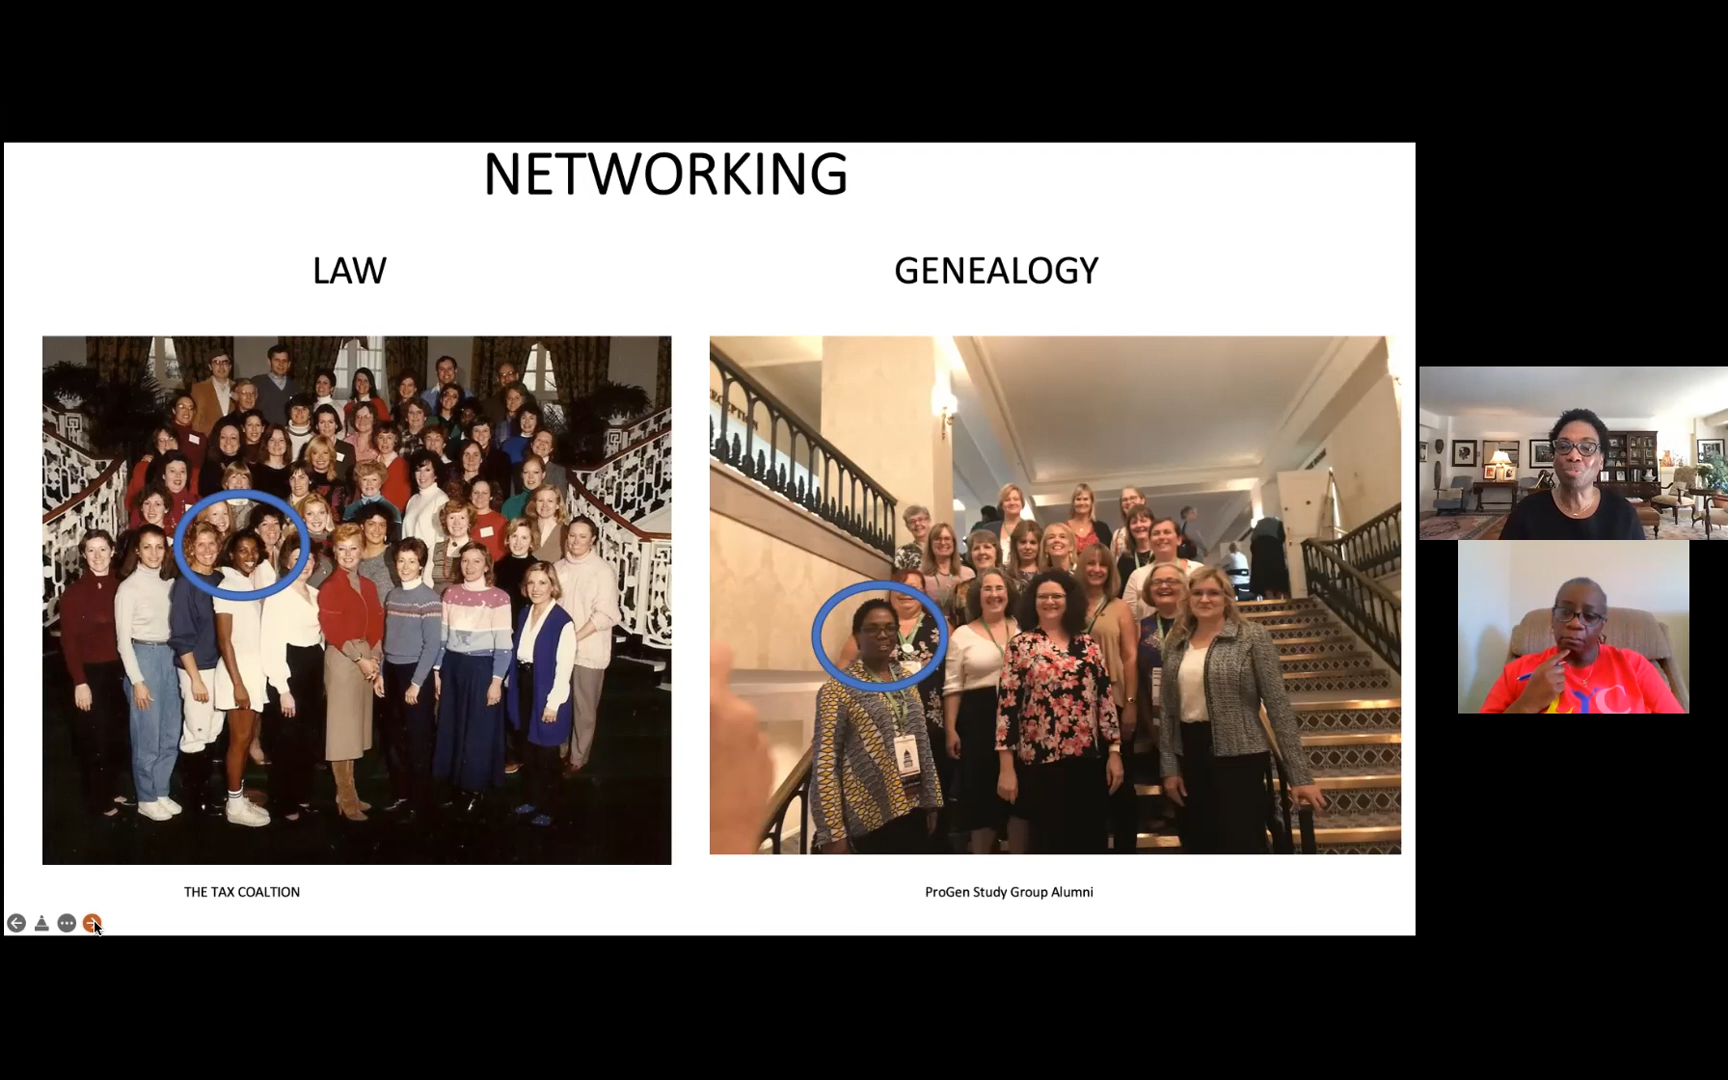 NETWORKING
LAW
GENEALOGY
THE TAX COALTION
ProGen Study Group Alumni